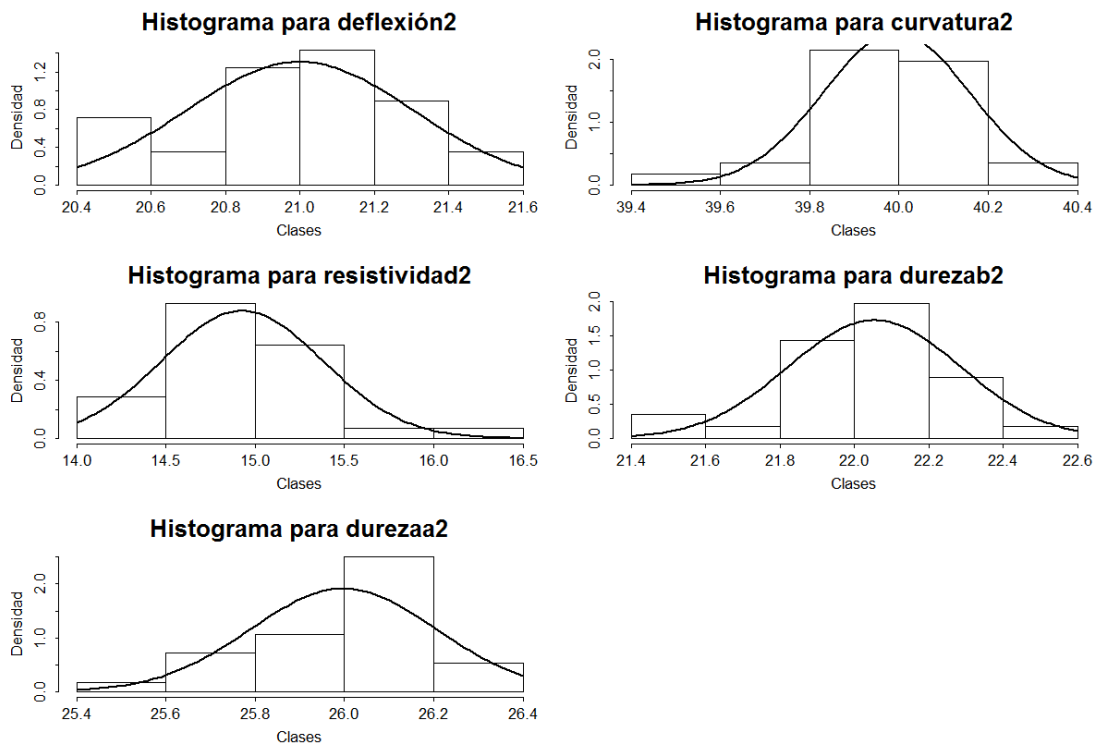 Histograma para deflexión2
Densidad
0.0 0.4 0.8 1.2
20.4 20.6 20.8 21.0 21.2 21.4 21.6
Clases
Histograma para curvatura2
Densidad
0.0 1.0 2.0
39.4 39.6 39.8 40.0 40.2 40.4
Clases
Histograma para resistividad2
Densidad
0.0 0.4 0.8
14.0 14.5 15.0 15.5 16.0 16.5
Clases
Histograma para durezab2
Densidad
0.0 0.5 1.0 1.5 2.0
21.4 21.6 21.8 22.0 22.2 22.4 22.6
Clases
Histograma para durezaa2
Densidad
0.0 1.0 2.0
25.4 25.6 25.8 26.0 26.2 26.4
Clases